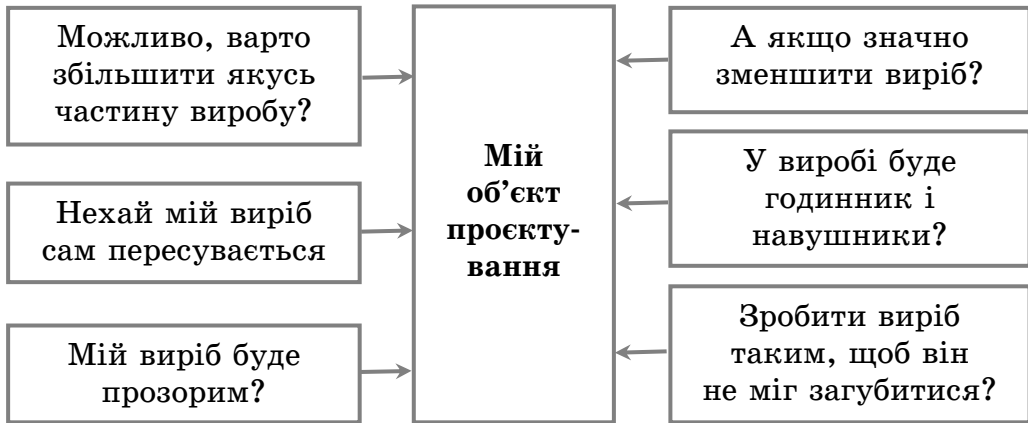 Можливо, варто
збільшити якусь
частину виробу?
Нехай мій виріб
сам пересувається
Мій виріб буде
прозорим?
Мій
об’єкт
проєкту-
вання
А якщо значно
зменшити виріб?
У виробі буде
годинник і
навушники?
Зробити виріб
таким, щоб він
не міг загубитися?